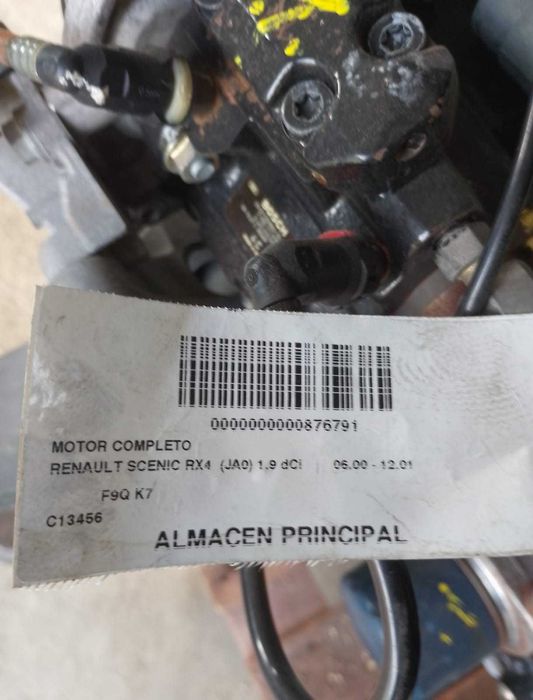 BOSCH
0000000000876791
MOTOR COMPLETO
RENAULT SCENIC RX4 (JA0) 1.9 dCi 06.00 - 12.01
F9Q K7
C13456
ALMACEN PRINCIPAL